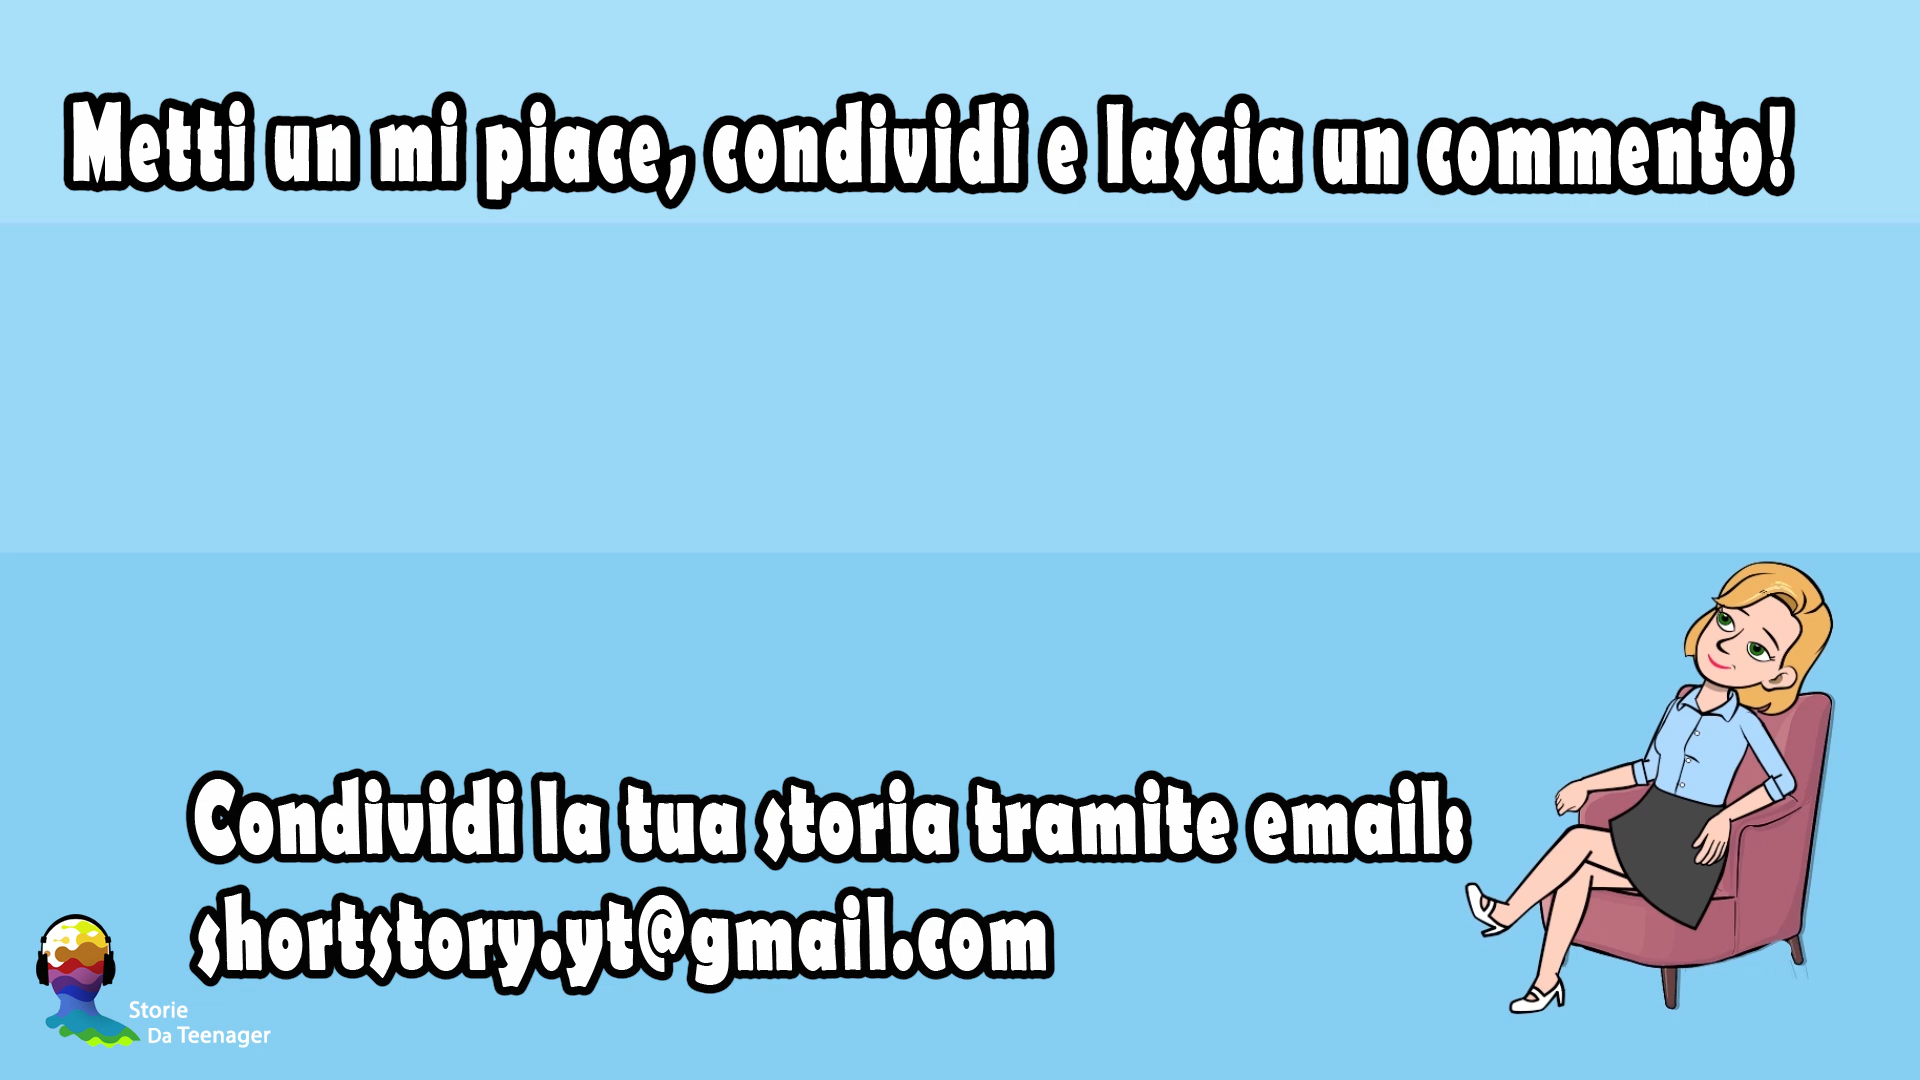 Metti un mi piace, condividi e lascia un commento!
Condividi la tua storia tramite email:
shortstory.yt@gmail.com
Storie
Da Teenager